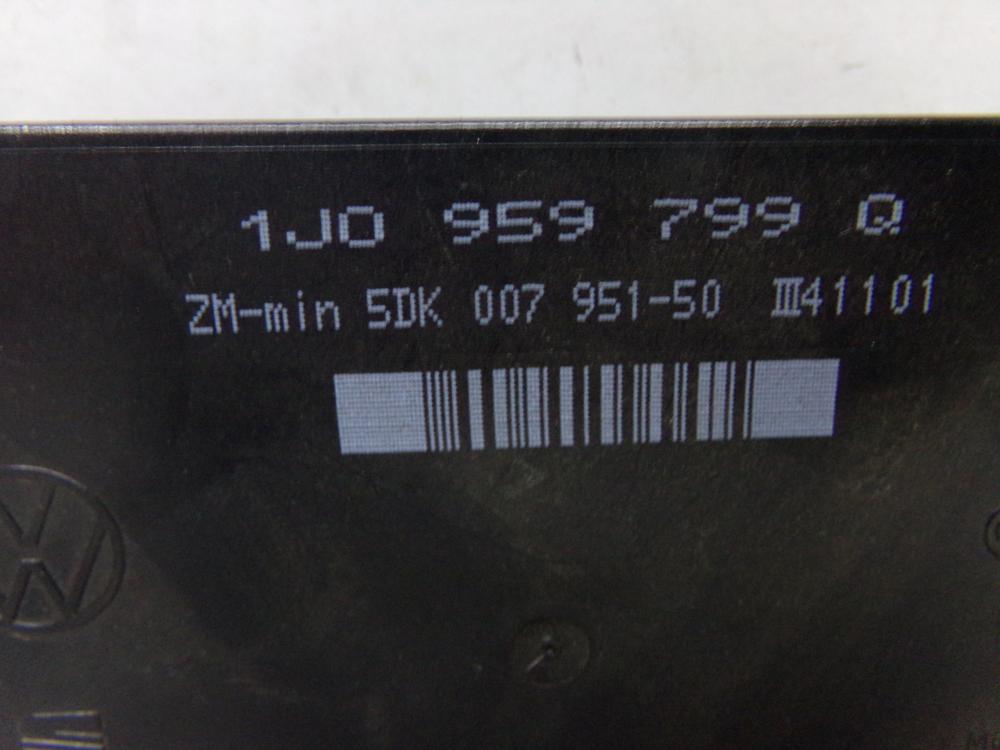 1J0 959 799 Q
ZM-min 5DK 007 951-50 III41101